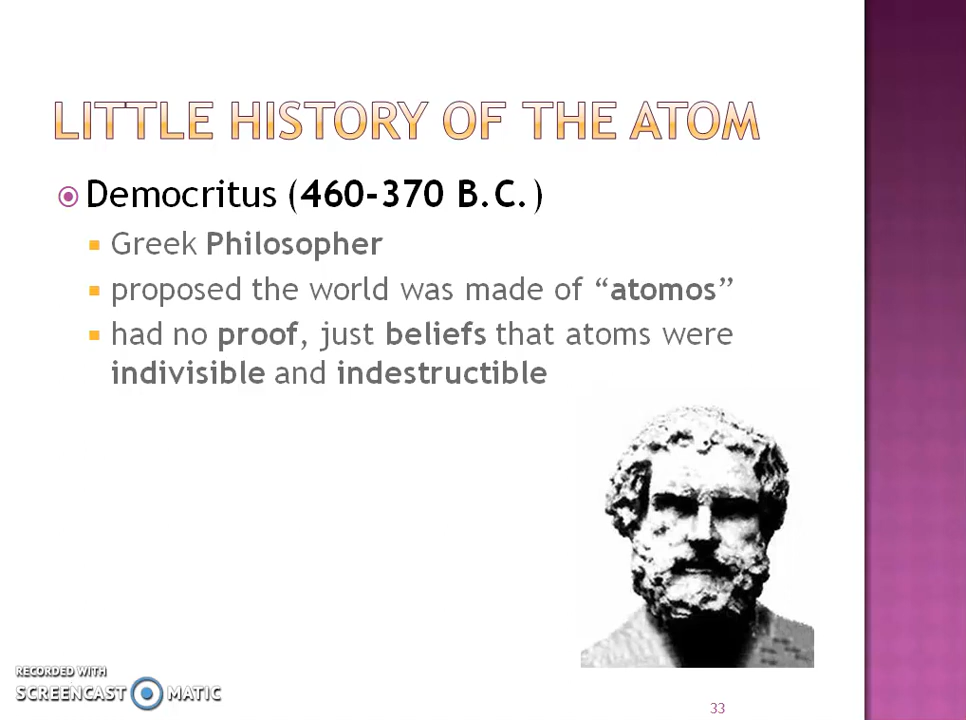 LITTLE HISTORY OF THE ATOM
Democritus (460-370 B.C.)
Greek Philosopher
proposed the world was made of “atomos”
had no proof, just beliefs that atoms were
indivisible and indestructible
RECORDED WITH
SCREENCAST MATIC
33